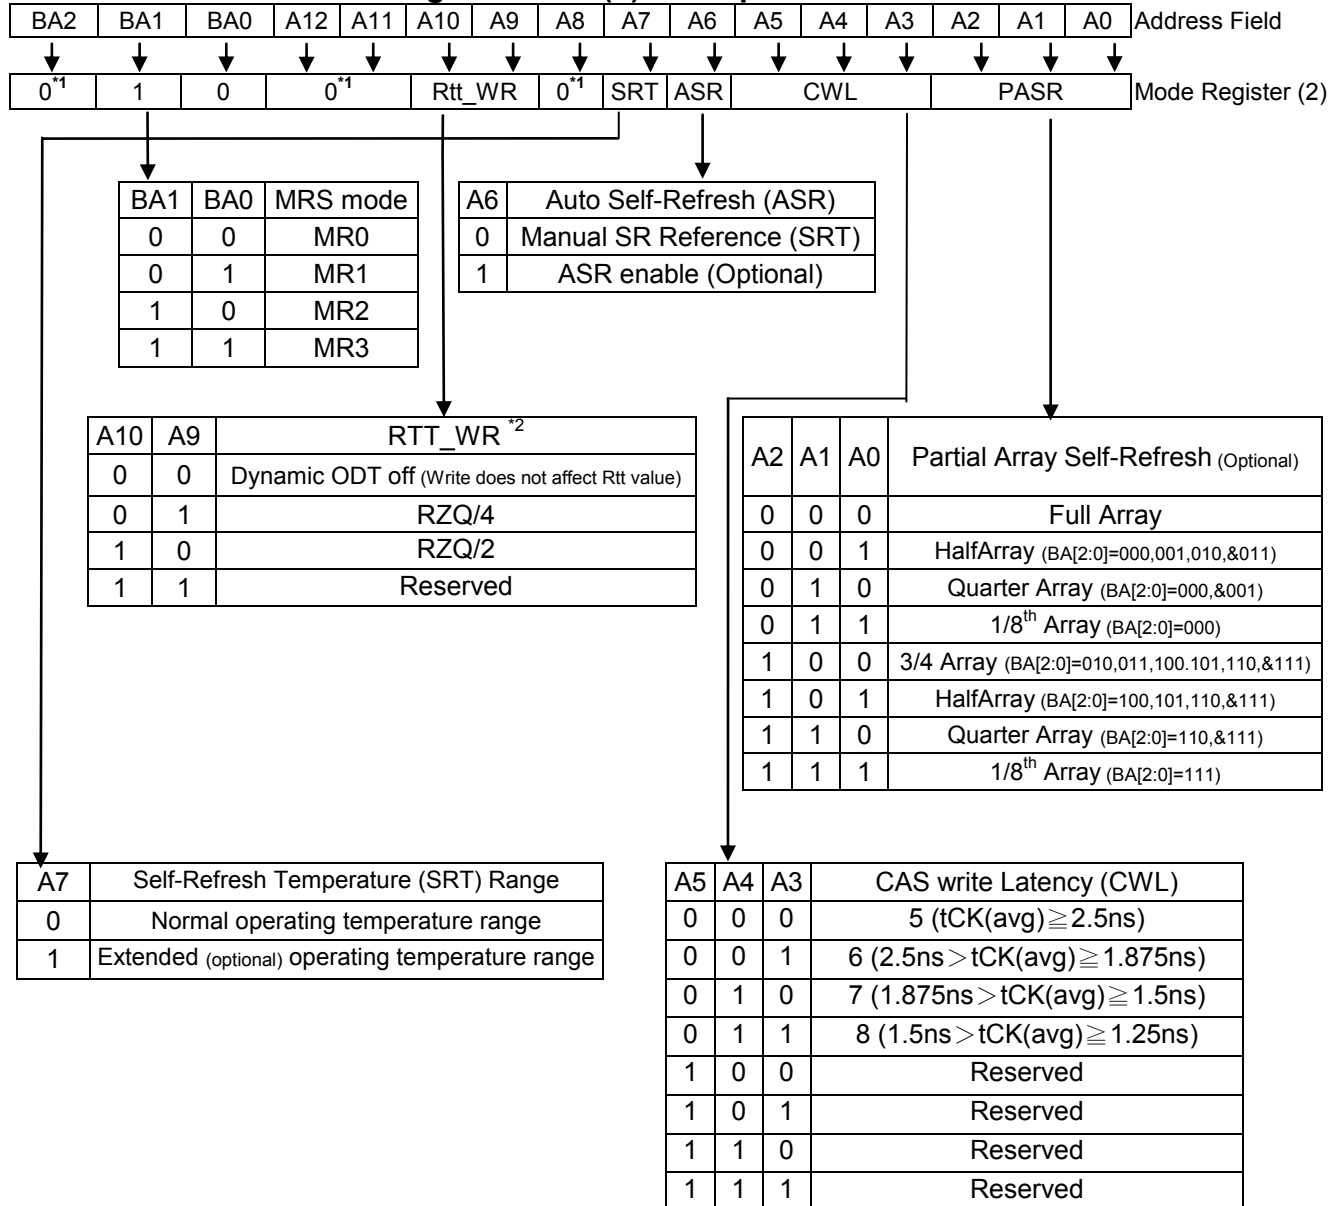 BA2 BA1 BA0 A12 A11 A10 A9 A8 A7 A6 A5 A4 A3 A2 A1 A0 Address Field
0*1 1 0 0*1 Rtt_WR 0*1 SRT ASR CWL PASR Mode Register (2)
BA1 BA0 MRS mode
0 0 MR0
0 1 MR1
1 0 MR2
1 1 MR3
A6 Auto Self-Refresh (ASR)
0 Manual SR Reference (SRT)
1 ASR enable (Optional)
A10 A9 RTT_WR *2
0 0 Dynamic ODT off (Write does not affect Rtt value)
0 1 RZQ/4
1 0 RZQ/2
1 1 Reserved
A2 A1 A0 Partial Array Self-Refresh (Optional)
0 0 0 Full Array
0 0 1 HalfArray (BA[2:0]=000,001,010,&011)
0 1 0 Quarter Array (BA[2:0]=000,&001)
0 1 1 1/8th Array (BA[2:0]=000)
1 0 0 3/4 Array (BA[2:0]=010,011,100.101,110,&111)
1 0 1 HalfArray (BA[2:0]=100,101,110,&111)
1 1 0 Quarter Array (BA[2:0]=110,&111)
1 1 1 1/8th Array (BA[2:0]=111)
A7 Self-Refresh Temperature (SRT) Range
0 Normal operating temperature range
1 Extended (optional) operating temperature range
A5 A4 A3 CAS write Latency (CWL)
0 0 0 5 (tCK(avg)≧2.5ns)
0 0 1 6 (2.5ns>tCK(avg)≧1.875ns)
0 1 0 7 (1.875ns>tCK(avg)≧1.5ns)
0 1 1 8 (1.5ns>tCK(avg)≧1.25ns)
1 0 0 Reserved
1 0 1 Reserved
1 1 0 Reserved
1 1 1 Reserved